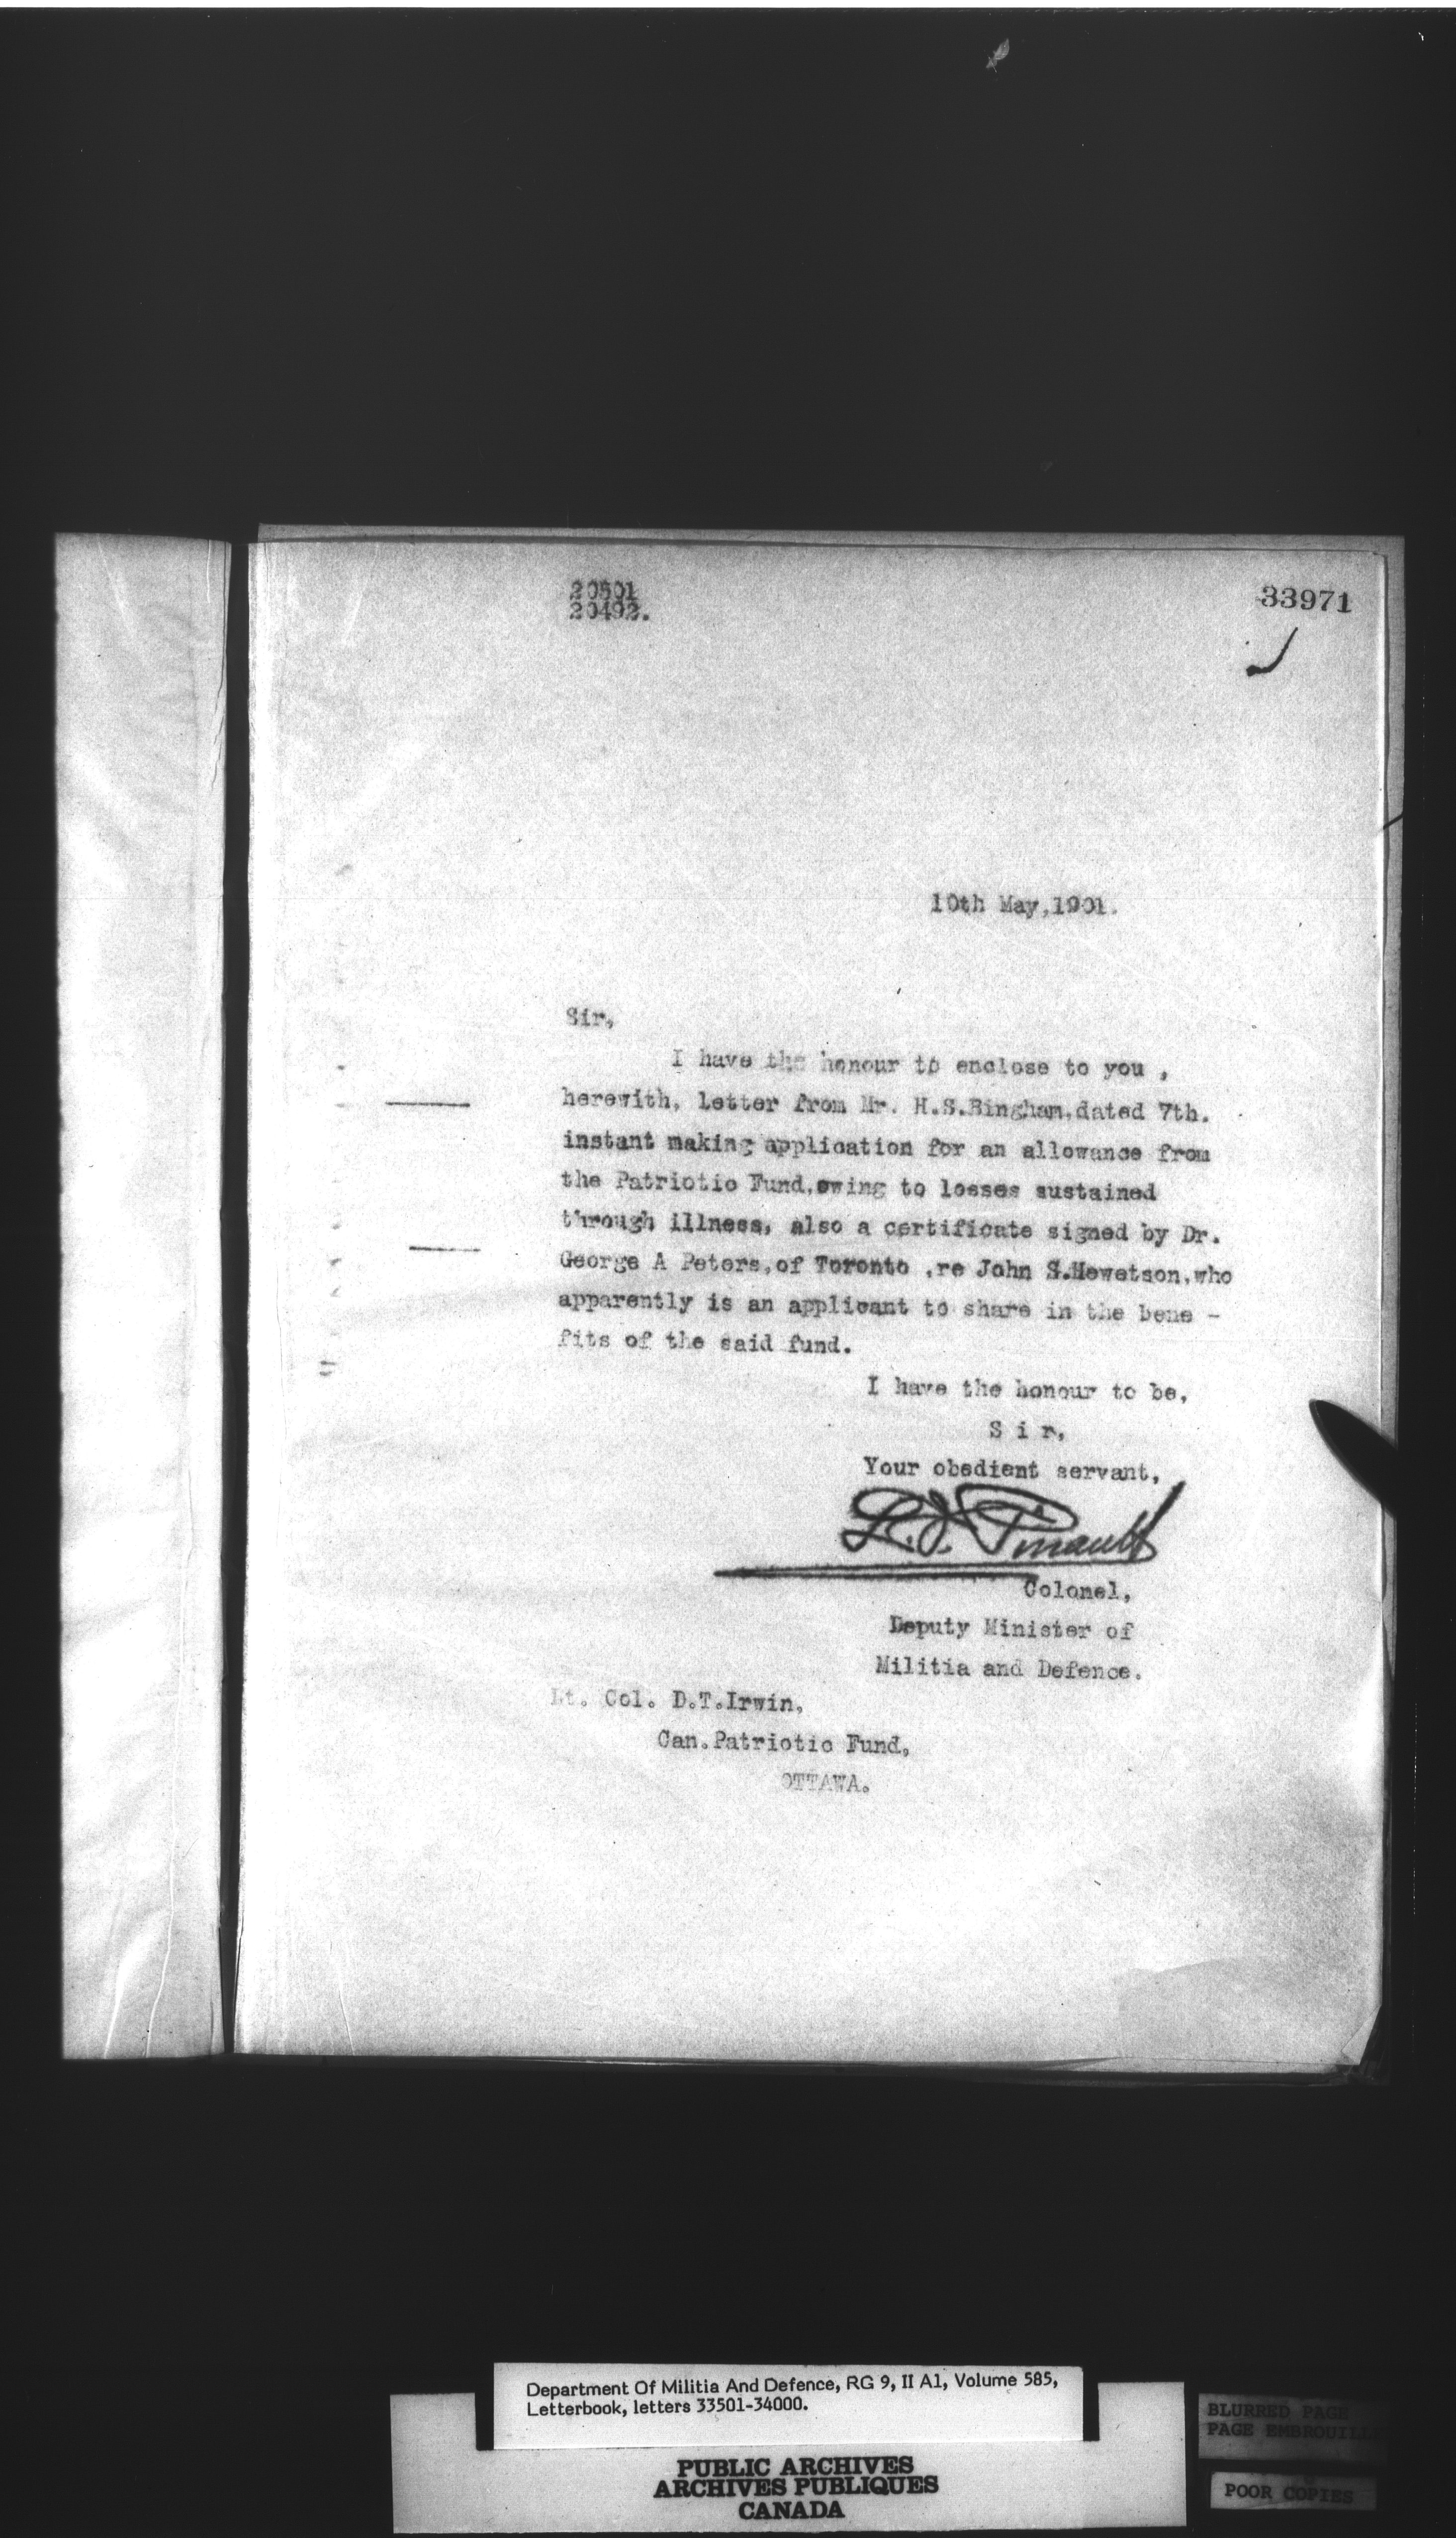 20501
20492.
33971
10th May,1901.
Sir,
I have the honour to enclose to you ,
herewith, letter from Mr. H.S.Bingham,dated 7th.
instant making application for an allowance from
the Patriotic Fund,owing to losses sustained
through illness, also a certificate signed by Dr.
George A Peters,of Toronto ,re John S.Hewetson,who
apparently is an applicant to share in the bene -
fits of the said fund.
I have the honour to be,
S i r,
Your obedient servant,
L.F. Pinault
Colonel,
Deputy Minister of
Militia and Defence.
Lt. Col. D.T.Irwin,
Can.Patriotic Fund,
OTTAWA.
Department Of Militia And Defence, RG 9, II A1, Volume 585,
Letterbook, letters 33501-34000.
PUBLIC ARCHIVES
ARCHIVES PUBLIQUES
CANADA
BLURRED PAGE
PAGE EMBROUILL
POOR COPIES